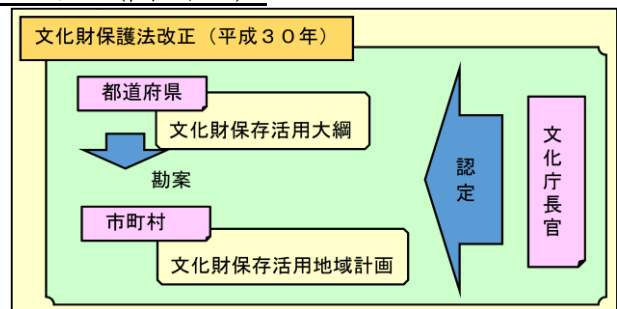 文化財保護法改正（平成３０年）
都道府県
文化財保存活用大綱
勘案
市町村
文化財保存活用地域計画
認定
文化庁長官